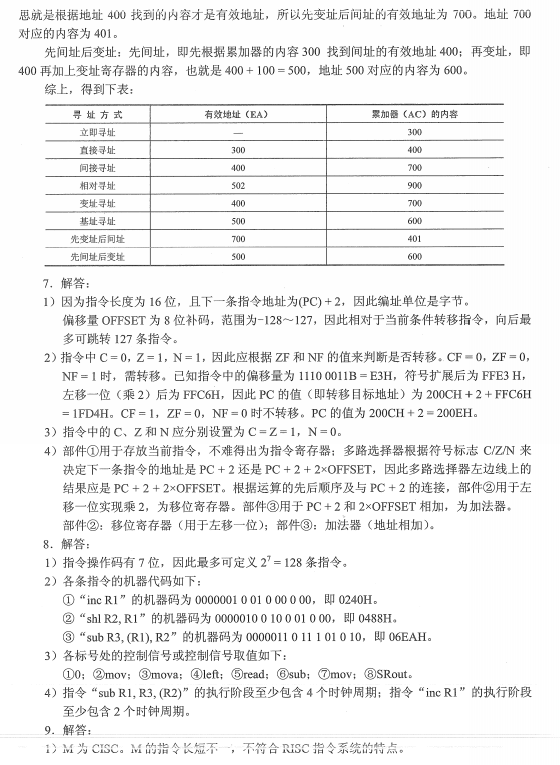 思就是根据地址 400 找到的内容才是有效地址，所以先变址后间址的有效地址为 700。地址 700
对应的内容为 401。
先间址后变址：先间址，即先根据累加器的内容 300 找到间址的有效地址 400；再变址，即
400 再加上变址寄存器的内容，也就是 400 + 100 = 500，地址 500 对应的内容为 600。
综上，得到下表：
寻 址 方 式 有效地址（EA） 累加器（AC）的内容
立即寻址 — 300
直接寻址 300 400
间接寻址 400 700
相对寻址 502 900
变址寻址 400 700
基址寻址 500 600
先变址后间址 700 401
先间址后变址 500 600
7．解答：
1）因为指令长度为 16 位，且下一条指令地址为(PC) + 2，因此编址单位是字节。
偏移量 OFFSET 为 8 位补码，范围为-128～127，因此相对于当前条件转移指令，向后最
多可跳转 127 条指令。
2）指令中 C = 0，Z = 1，N = 1，因此应根据 ZF 和 NF 的值来判断是否转移。CF = 0，ZF = 0，
NF = 1 时，需转移。已知指令中的偏移量为 1110 0011B = E3H，符号扩展后为 FFE3 H，
左移一位（乘 2）后为 FFC6H，因此 PC 的值（即转移目标地址）为 200CH + 2 + FFC6H
= 1FD4H。CF = 1，ZF = 0，NF = 0 时不转移。PC 的值为 200CH + 2 = 200EH。
3）指令中的 C、Z 和 N 应分别设置为 C = Z = 1，N = 0。
4）部件①用于存放当前指令，不难得出为指令寄存器；多路选择器根据符号标志 C/Z/N 来
决定下一条指令的地址是 PC + 2 还是 PC + 2 + 2×OFFSET，因此多路选择器左边线上的
结果应是 PC + 2 + 2×OFFSET。根据运算的先后顺序及与 PC + 2 的连接，部件②用于左
移一位实现乘 2，为移位寄存器。部件③用于 PC + 2 和 2×OFFSET 相加，为加法器。
部件②：移位寄存器（用于左移一位）；部件③：加法器（地址相加）。
8．解答：
1）指令操作码有 7 位，因此最多可定义 2⁷ = 128 条指令。
2）各条指令的机器代码如下：
①“inc R1”的机器码为 0000001 0 01 0 00 0 00，即 0240H。
②“shl R2, R1”的机器码为 0000010 0 10 0 01 0 00，即 0488H。
③“sub R3, (R1), R2”的机器码为 0000011 0 11 1 01 0 10，即 06EAH。
3）各标号处的控制信号或控制信号取值如下：
①0；②mov；③mova；④left；⑤read；⑥sub；⑦mov；⑧SRout。
4）指令“sub R1, R3, (R2)”的执行阶段至少包含 4 个时钟周期；指令“inc R1”的执行阶段
至少包含 2 个时钟周期。
9．解答：
1）M 为 CISC。M 的指令长短不一，不符合 RISC 指令系统的特点。